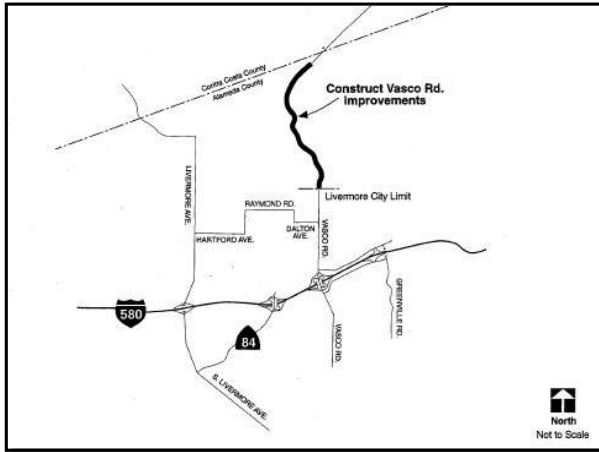 Contra Costa County
Alameda County
Construct Vasco Rd.
Improvements
LIVERMORE AVE.
Livermore City Limit
RAYMOND RD.
HARTFORD AVE.
DALTON
AVE.
VASCO RD.
580
84
GREENVILLE RD.
VASCO RD.
S. LIVERMORE AVE.
North
Not to Scale